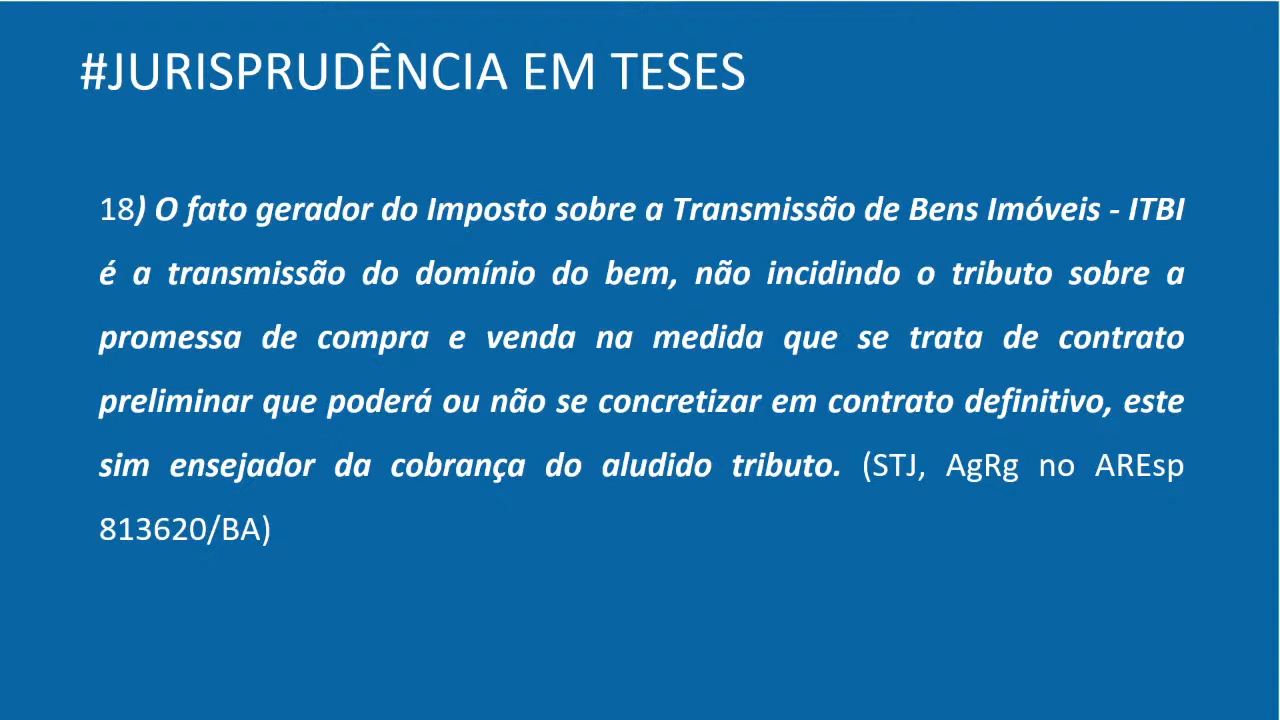 #JURISPRUDÊNCIA EM TESES
18) O fato gerador do Imposto sobre a Transmissão de Bens Imóveis - ITBI
é a transmissão do domínio do bem, não incidindo o tributo sobre a
promessa de compra e venda na medida que se trata de contrato
preliminar que poderá ou não se concretizar em contrato definitivo, este
sim ensejador da cobrança do aludido tributo. (STJ, AgRg no AREsp
813620/BA)